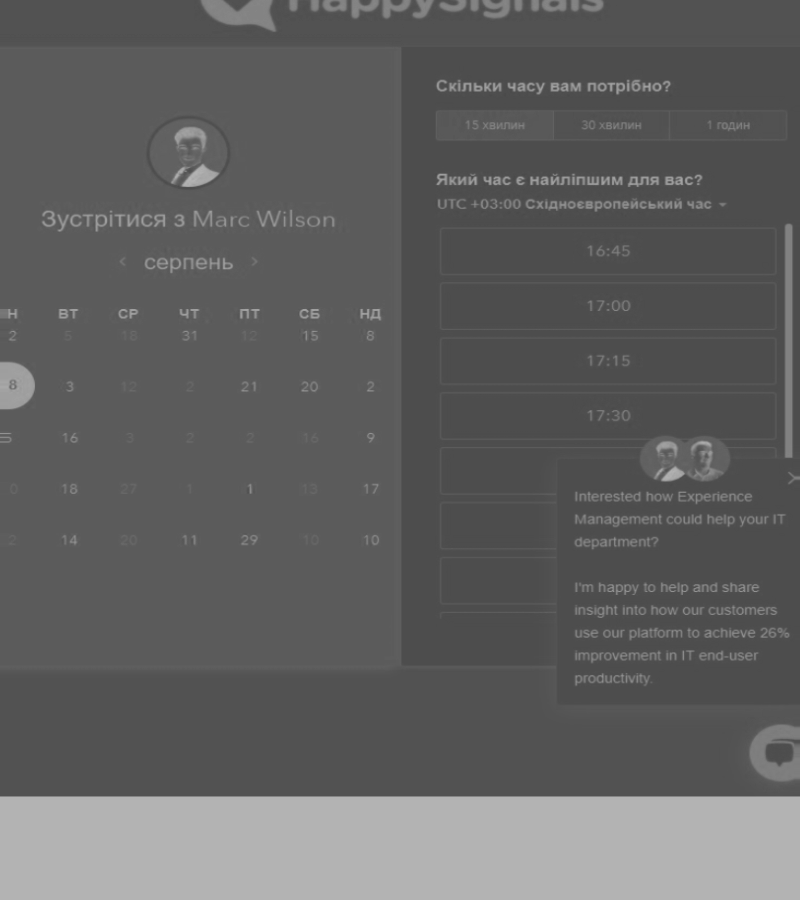 HappySignals
Зустрітися з Marc Wilson
серпень
Н ВТ СР ЧТ ПТ СБ НД
2 5 18 31 12 15 8
8 3 12 2 21 20 2
5 16 3 2 2 16 9
0 18 27 1 1 13 17
2 14 20 11 29 10 10
Скільки часу вам потрібно?
15 хвилин 30 хвилин 1 годин
Який час є найліпшим для вас?
UTC +03:00 Східноєвропейський час
16:45
17:00
17:15
17:30
Interested how Experience
Management could help your IT
department?
I'm happy to help and share
insight into how our customers
use our platform to achieve 26%
improvement in IT end-user
productivity.